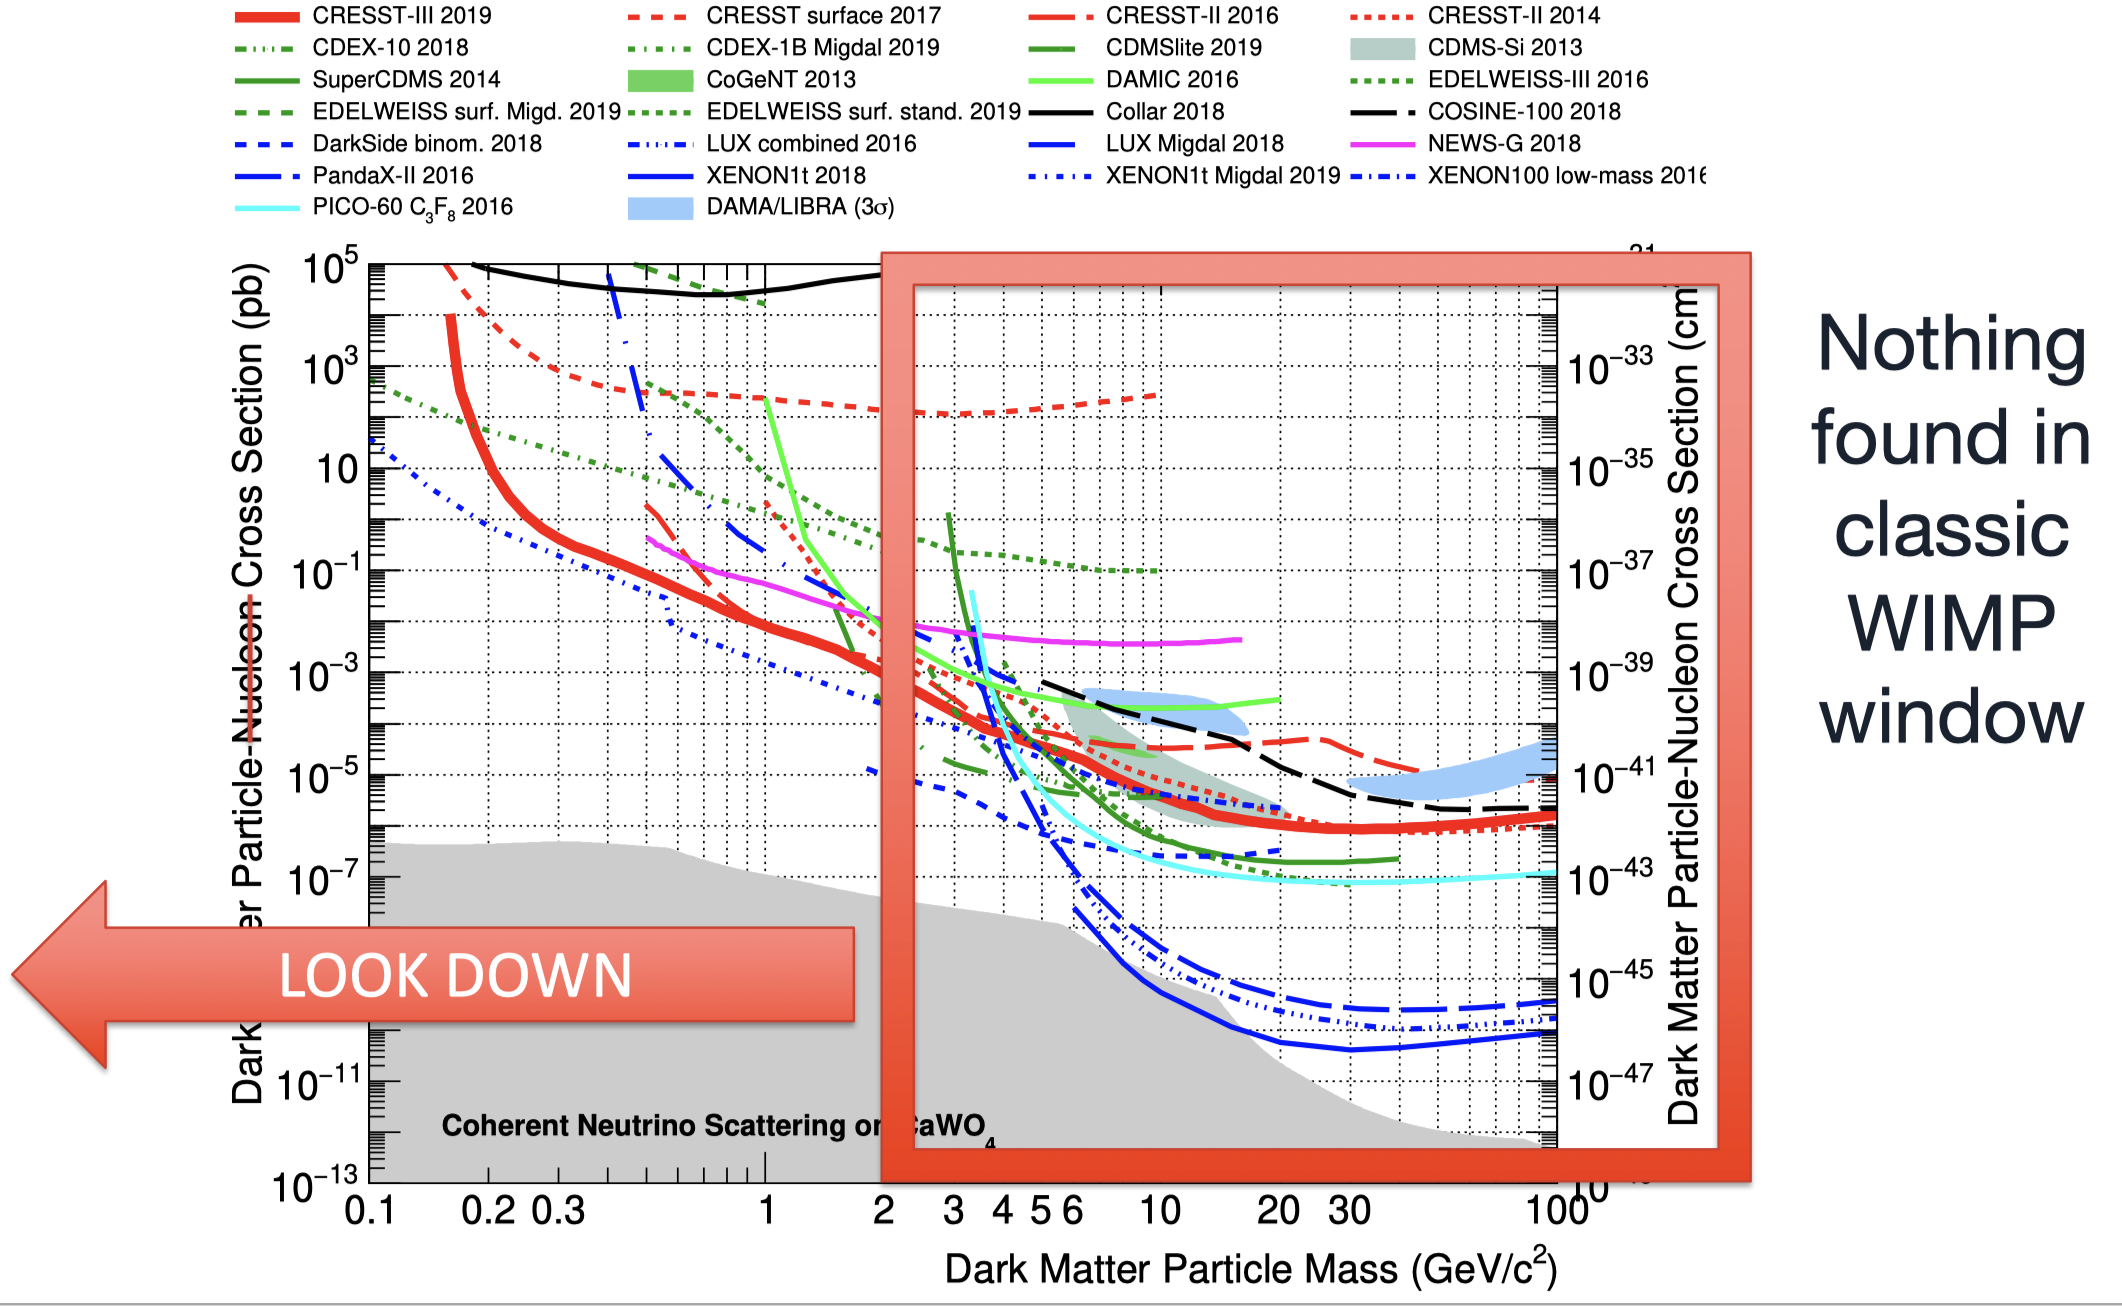 CRESST-III 2019 CRESST surface 2017 CRESST-II 2016 CRESST-II 2014
CDEX-10 2018 CDEX-1B Migdal 2019 CDMSlite 2019 CDMS-Si 2013
SuperCDMS 2014 CoGeNT 2013 DAMIC 2016 EDELWEISS-III 2016
EDELWEISS surf. Migd. 2019 EDELWEISS surf. stand. 2019 Collar 2018 COSINE-100 2018
DarkSide binom. 2018 LUX combined 2016 LUX Migdal 2018 NEWS-G 2018
PandaX-II 2016 XENON1t 2018 XENON1t Migdal 2019 XENON100 low-mass 2016
PICO-60 C₃F₈ 2016 DAMA/LIBRA (3σ)
Dark er Particle-Nucleon Cross Section (pb)
10⁵
10³
10
10⁻¹
10⁻³
10⁻⁵
10⁻⁷
10⁻¹¹
10⁻¹³
LOOK DOWN
Coherent Neutrino Scattering on CaWO₄
10⁻³³
10⁻³⁵
10⁻³⁷
10⁻³⁹
10⁻⁴¹
10⁻⁴³
10⁻⁴⁵
10⁻⁴⁷
Dark Matter Particle-Nucleon Cross Section (cm
0.1 0.2 0.3 1 2 3 4 5 6 10 20 30 100
Dark Matter Particle Mass (GeV/c²)
Nothing
found in
classic
WIMP
window